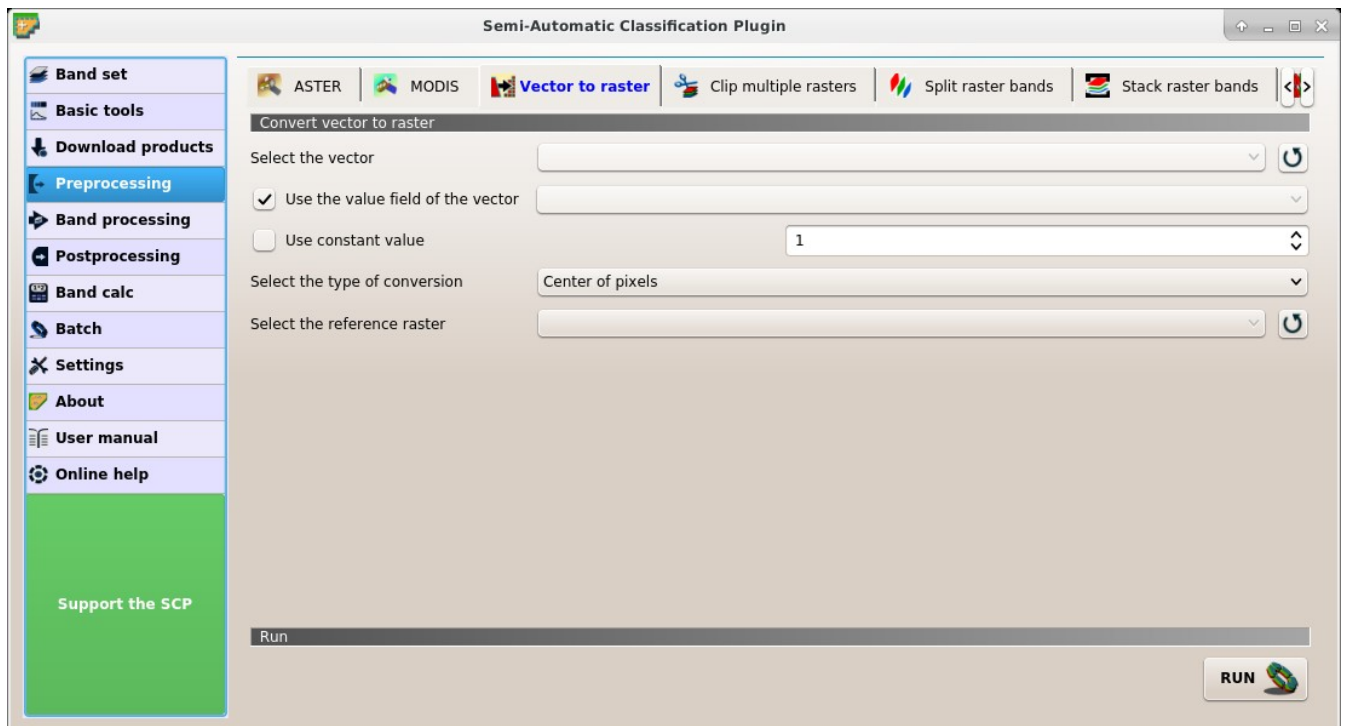 Semi-Automatic Classification Plugin
Band set
Basic tools
Download products
Preprocessing
Band processing
Postprocessing
Band calc
Batch
Settings
About
User manual
Online help
Support the SCP
ASTER MODIS Vector to raster Clip multiple rasters Split raster bands Stack raster bands
Convert vector to raster
Select the vector
Use the value field of the vector
Use constant value 1
Select the type of conversion Center of pixels
Select the reference raster
Run
RUN